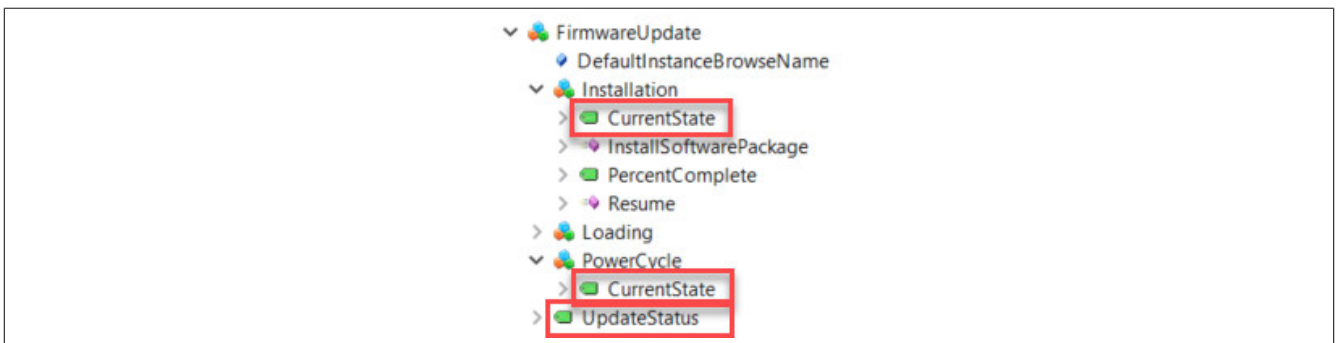 FirmwareUpdate
DefaultInstanceBrowseName
Installation
CurrentState
InstallSoftwarePackage
PercentComplete
Resume
Loading
PowerCycle
CurrentState
UpdateStatus